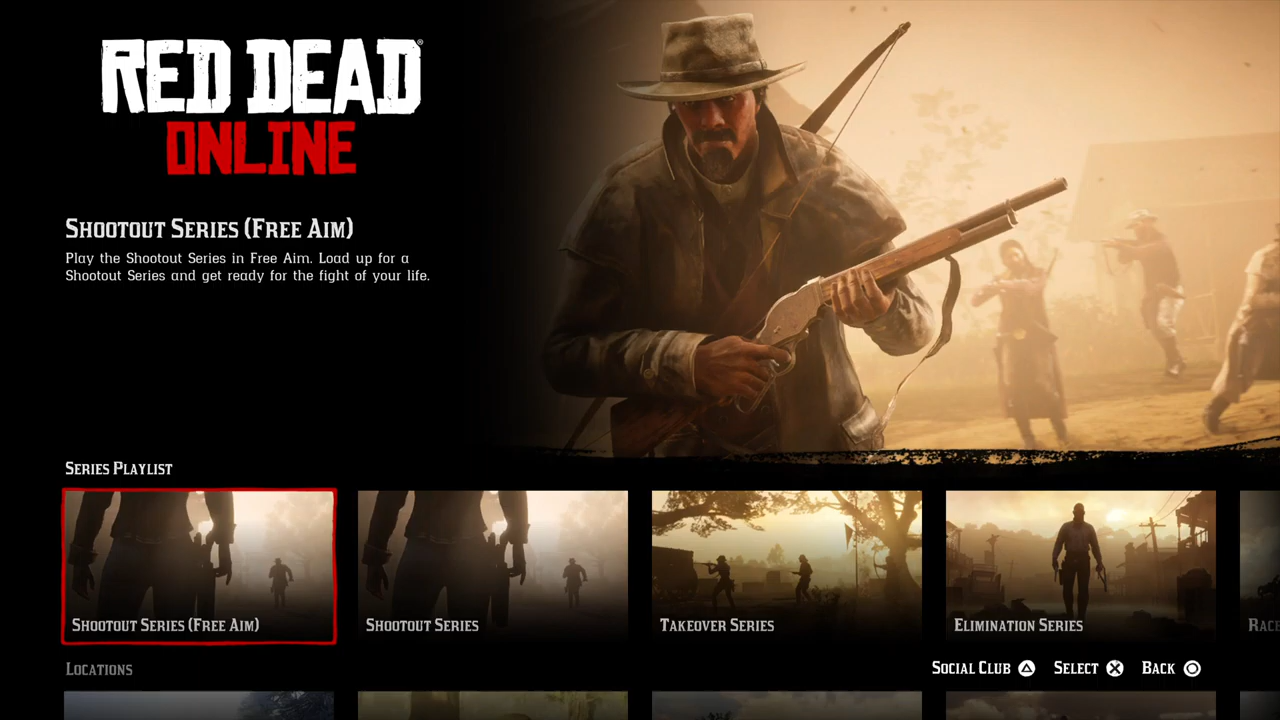 RED DEAD®
ONLINE
SHOOTOUT SERIES (FREE AIM)
Play the Shootout Series in Free Aim. Load up for a
Shootout Series and get ready for the fight of your life.
SERIES PLAYLIST
SHOOTOUT SERIES (FREE AIM)
SHOOTOUT SERIES
TAKEOVER SERIES
ELIMINATION SERIES
LOCATIONS
SOCIAL CLUB
SELECT
BACK